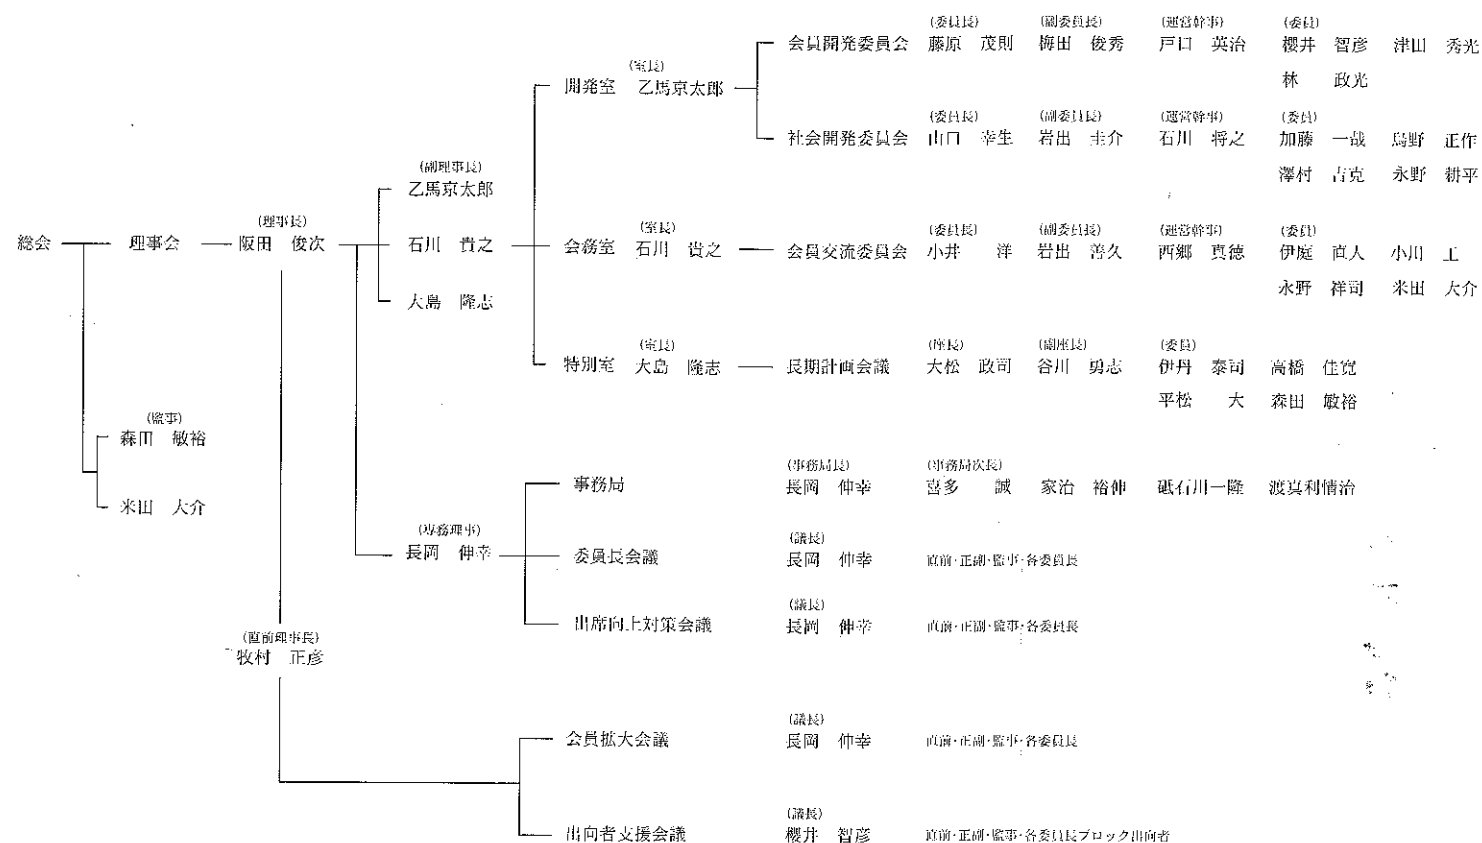 (委員長) (副委員長) (運営幹事) (委員)
会員開発委員会 藤原 茂則 梅田 俊秀 戸口 英治 櫻井 智彦 津田 秀光
(室長)
開発室 乙馬京太郎 林 政光
(委員長) (副委員長) (運営幹事) (委員)
社会開発委員会 山口 幸生 岩出 圭介 石川 将之 加藤 一哉 鳥野 正作
(副理事長)
澤村 吉克 永野 耕平
乙馬京太郎
(理事長) (室長) (委員長) (副委員長) (運営幹事) (委員)
総会 理事会 阪田 俊次 石川 貴之 会務室 石川 貴之 会員交流委員会 小井 洋 岩出 善久 西郷 真徳 伊庭 直人 小川 工
永野 祥司 米田 大介
大島 隆志
(室長) (座長) (副座長) (委員)
特別室 大島 隆志 長期計画会議 大松 政司 谷川 勇志 伊丹 泰司 高橋 佳寛
平松 大 森田 敏裕
(監事)
森田 敏裕
(事務局長) (事務局次長)
事務局 長岡 伸幸 喜多 誠 家治 裕伸 砥石川一隆 渡真利情治
米田 大介
(専務理事) (議長)
長岡 伸幸 委員長会議 長岡 伸幸 直前・正副・監事・各委員長
(議長)
出席向上対策会議 長岡 伸幸 直前・正副・監事・各委員長
(直前理事長)
牧村 正彦
(議長)
会員拡大会議 長岡 伸幸 直前・正副・監事・各委員長
(議長)
出向者支援会議 櫻井 智彦 直前・正副・監事・各委員長ブロック出向者